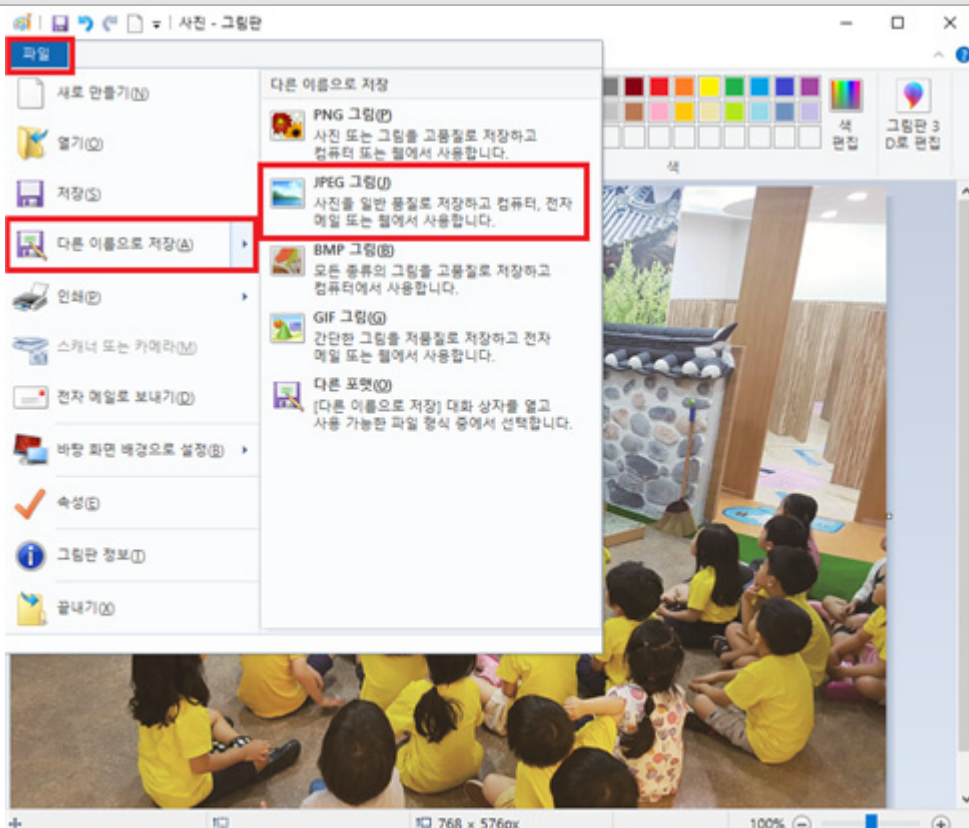 사진 - 그림판
파일
새로 만들기(N)
열기(O)
저장(S)
다른 이름으로 저장(A)
인쇄(P)
스캐너 또는 카메라(M)
전자 메일로 보내기(D)
바탕 화면 배경으로 설정(B)
속성(E)
그림판 정보(T)
끝내기(X)
다른 이름으로 저장
PNG 그림(P)
사진 또는 그림을 고품질로 저장하고
컴퓨터 또는 웹에서 사용합니다.
JPEG 그림(J)
사진을 일반 품질로 저장하고 컴퓨터, 전자
메일 또는 웹에서 사용합니다.
BMP 그림(B)
모든 종류의 그림을 고품질로 저장하고
컴퓨터에서 사용합니다.
GIF 그림(G)
간단한 그림을 저품질로 저장하고 전자
메일 또는 웹에서 사용합니다.
다른 포맷(O)
[다른 이름으로 저장] 대화 상자를 열고
사용 가능한 파일 형식 중에서 선택합니다.
색
편집
그림판 3
D로 편집
색
768 × 576px
100%